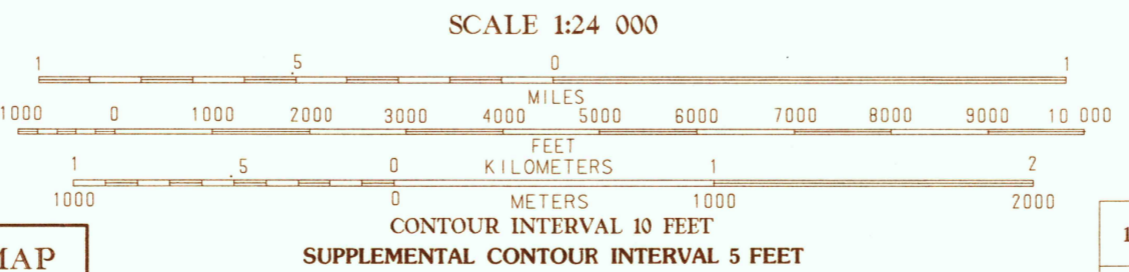 SCALE 1:24 000
1 .5 0 1
MILES
1000 0 1000 2000 3000 4000 5000 6000 7000 8000 9000 10 000
FEET
1 .5 0 KILOMETERS 1 2
1000 0 METERS 1000 2000
CONTOUR INTERVAL 10 FEET
SUPPLEMENTAL CONTOUR INTERVAL 5 FEET
MAP
1